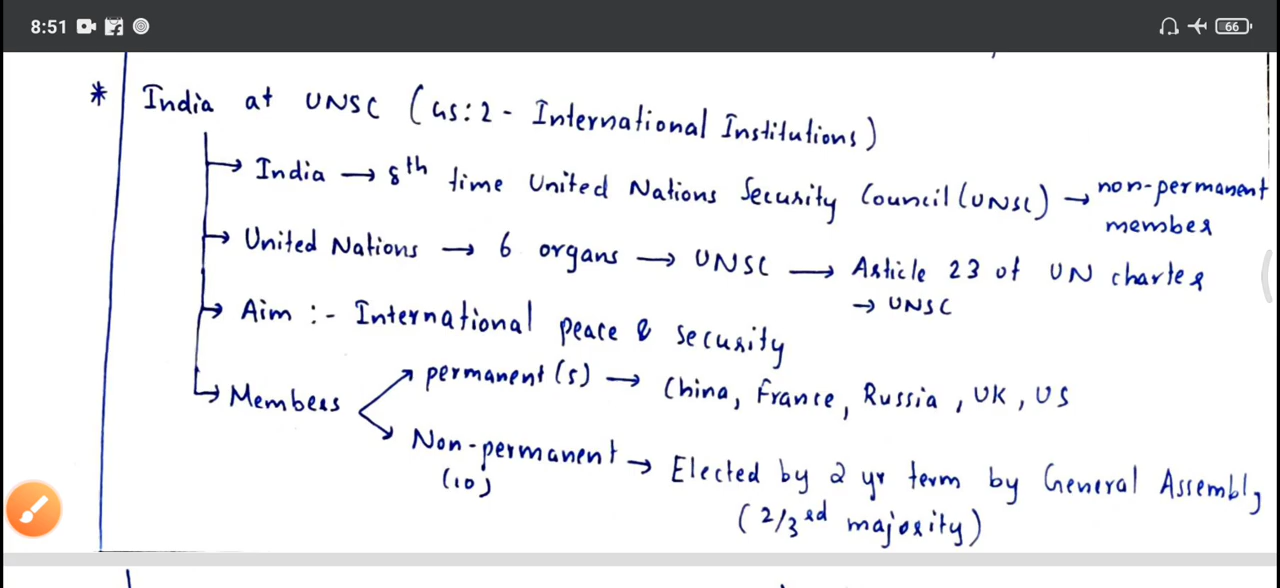 8:51 66
* India at UNSC (GS:2 - International Institutions)
→ India → 8th time United Nations Security Council (UNSC) → non-permanent
member
→ United Nations → 6 organs → UNSC → Article 23 of UN charter
→ UNSC
→ Aim :- International peace & security
→ Members
permanent (5) → China, France, Russia, UK, US
Non-permanent → Elected by 2 yr term by General Assembly
(10)
(2/3rd majority)